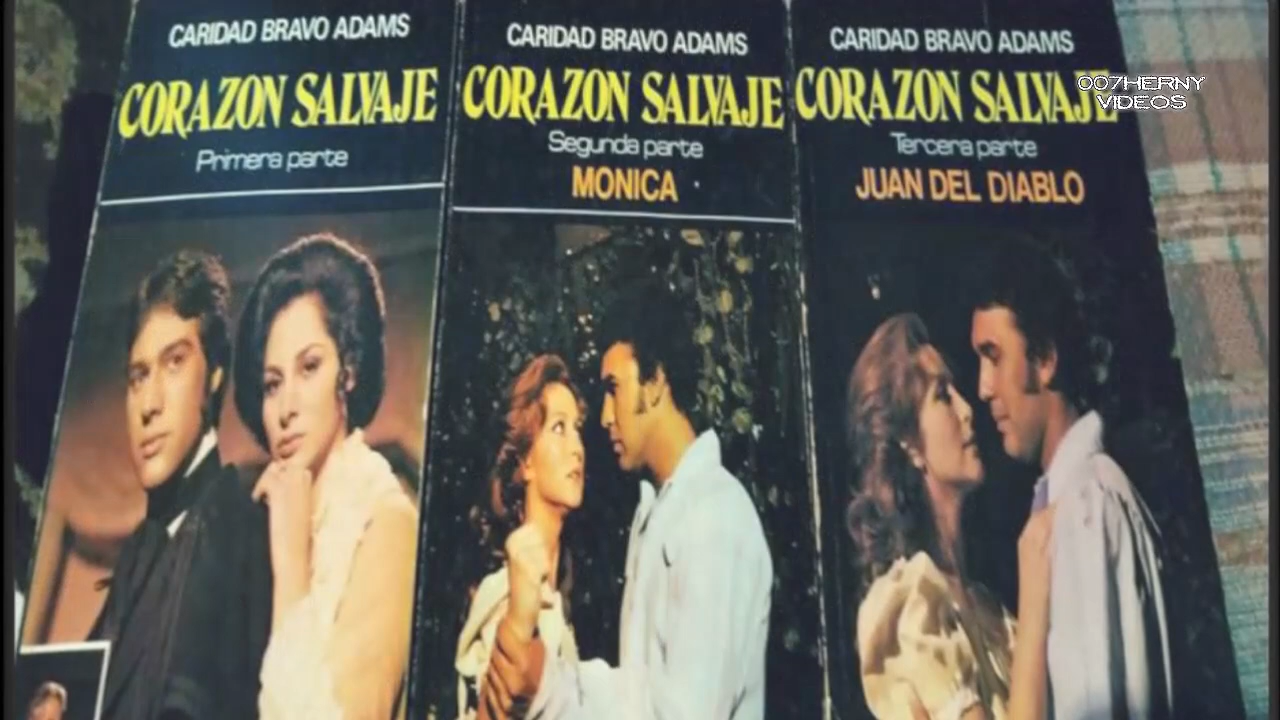 CARIDAD BRAVO ADAMS
CORAZON SALVAJE
Primera parte
CARIDAD BRAVO ADAMS
CORAZON SALVAJE
Segunda parte
MONICA
CARIDAD BRAVO ADAMS
CORAZON SALVAJE
Tercera parte
JUAN DEL DIABLO
007HERNY
VIDEOS